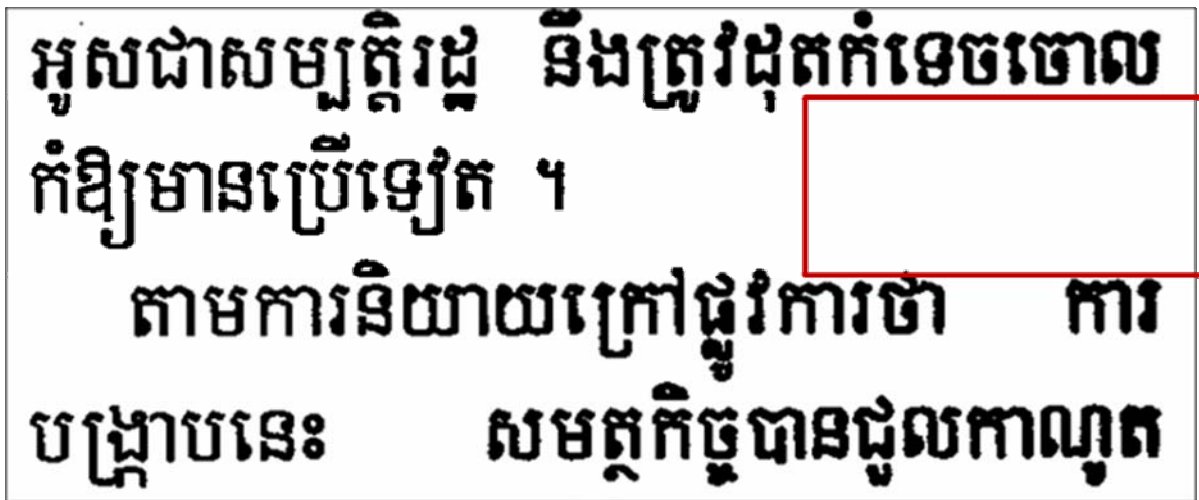 អូសជាសម្បត្តិរដ្ឋ នឹងត្រូវដុតកំទេចចោល
កំឱ្យមានប្រើទៀត ។
តាមការនិយាយក្រៅផ្លូវការថា ការ
បង្ក្រាបនេះ សមត្ថកិច្ចបានជួលកាណូត